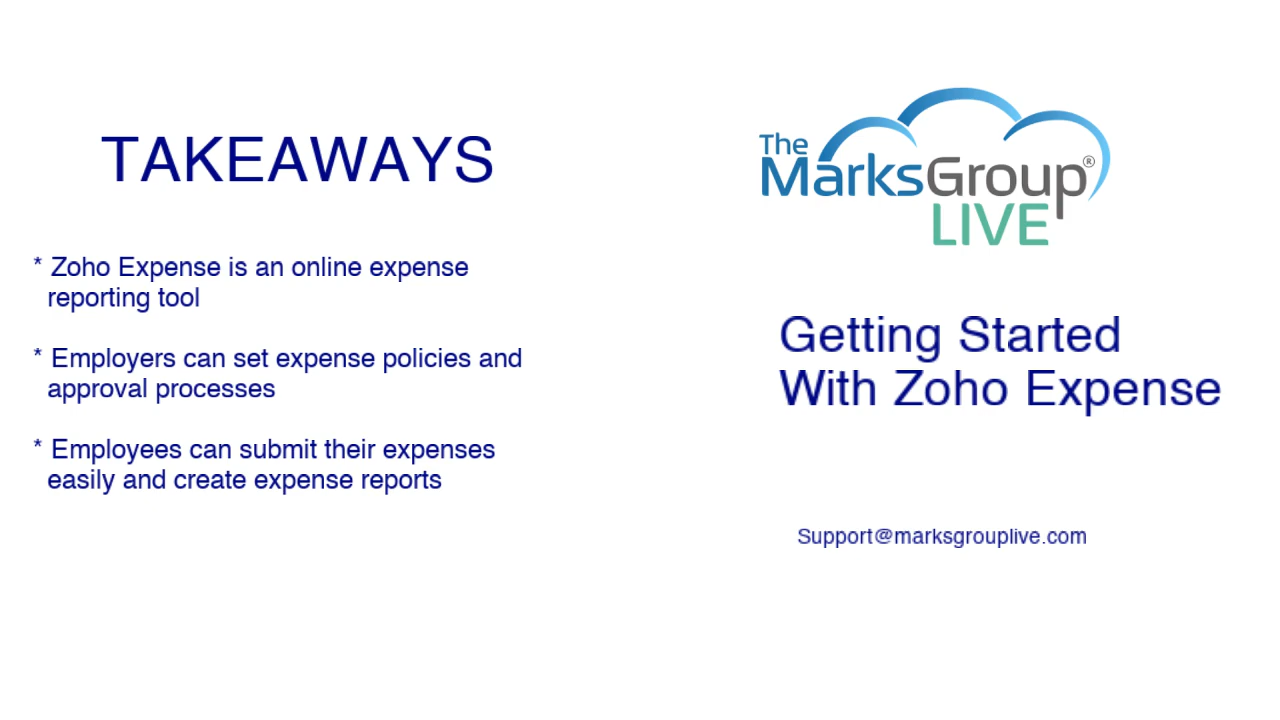 TAKEAWAYS
* Zoho Expense is an online expense
reporting tool
* Employers can set expense policies and
approval processes
* Employees can submit their expenses
easily and create expense reports
The
MarksGroup®
LIVE
Getting Started
With Zoho Expense
Support@marksgrouplive.com